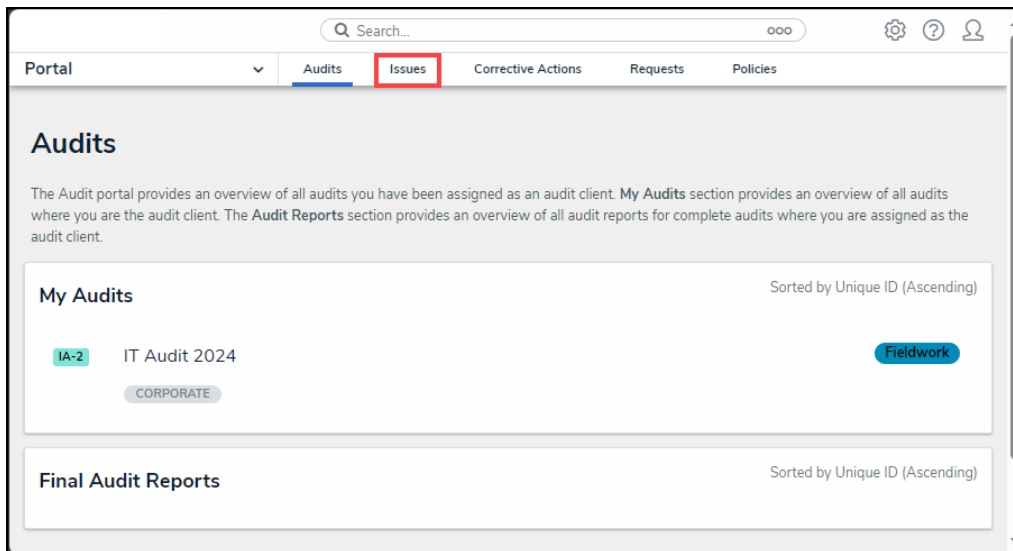 Search...
Portal Audits Issues Corrective Actions Requests Policies
Audits
The Audit portal provides an overview of all audits you have been assigned as an audit client. My Audits section provides an overview of all audits
where you are the audit client. The Audit Reports section provides an overview of all audit reports for complete audits where you are assigned as the
audit client.
My Audits Sorted by Unique ID (Ascending)
IA-2 IT Audit 2024 Fieldwork
CORPORATE
Final Audit Reports Sorted by Unique ID (Ascending)